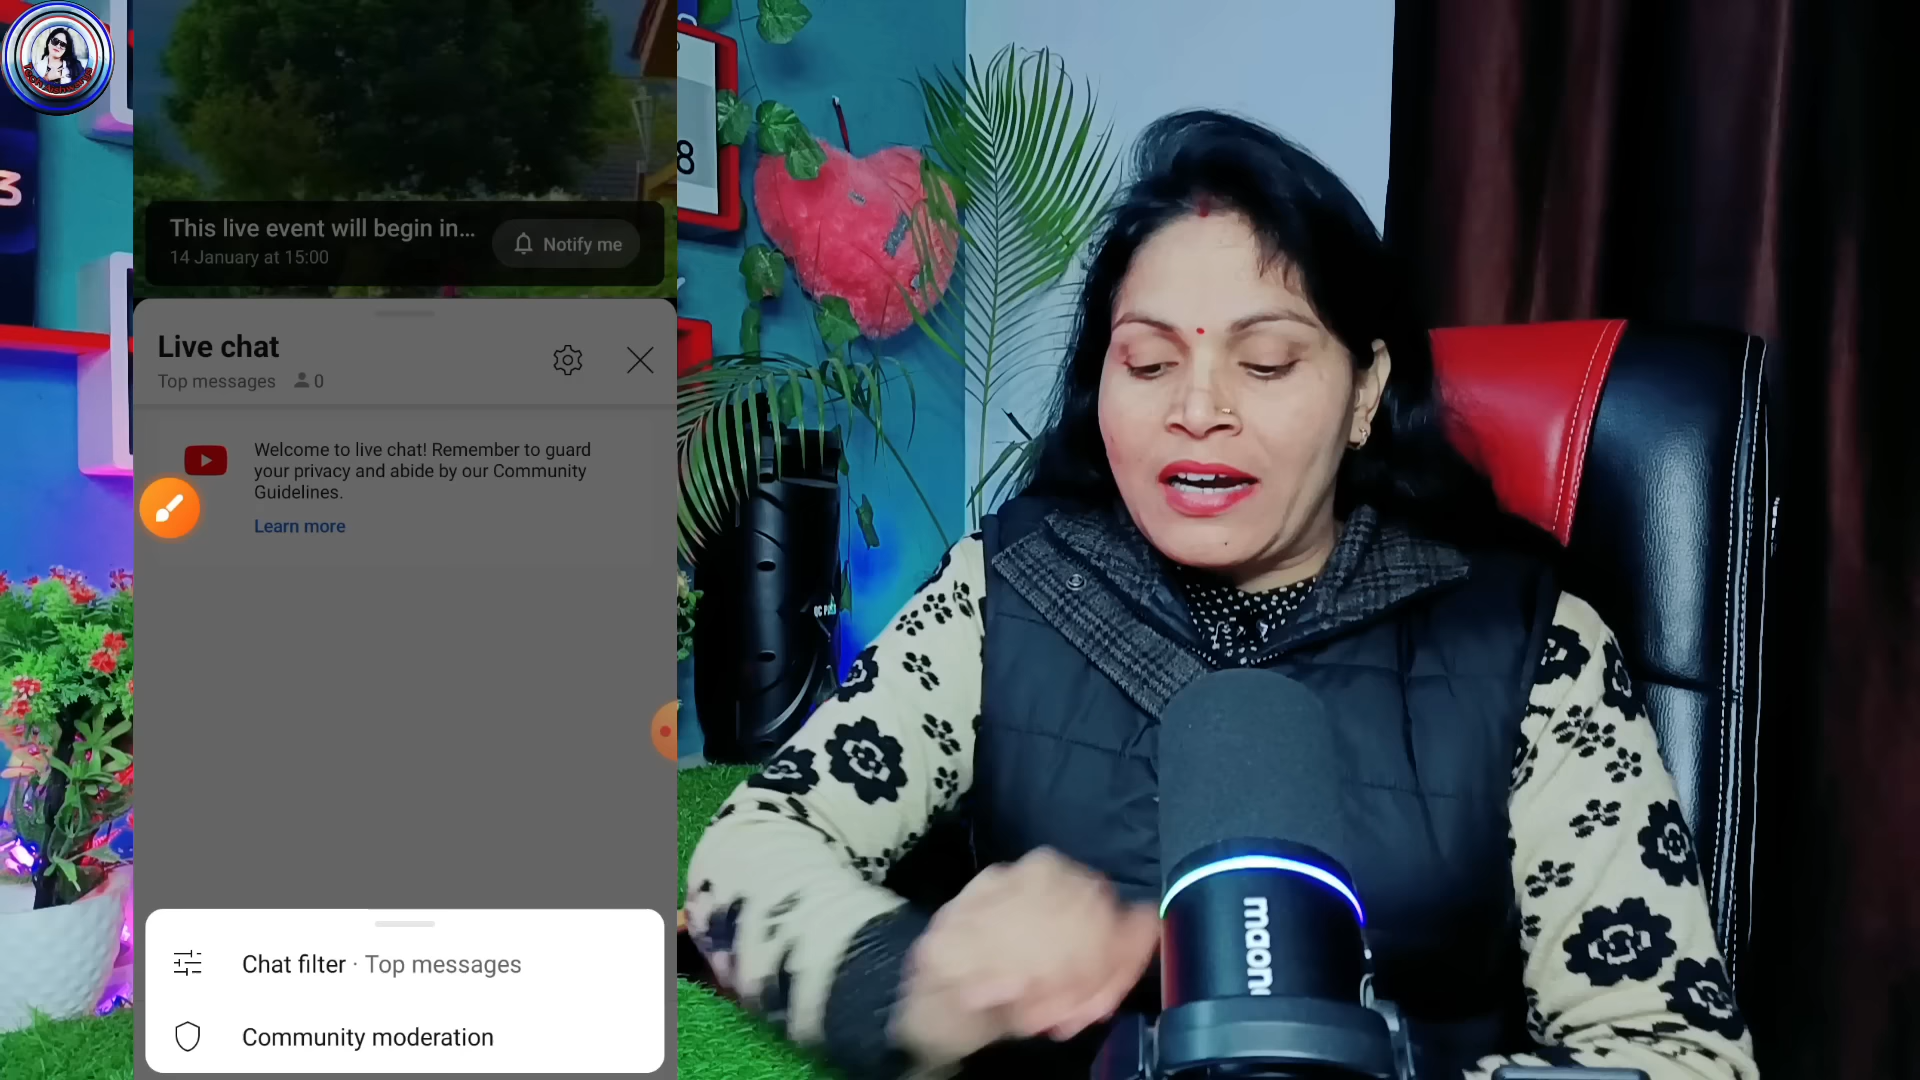 3
8
This live event will begin in...
14 January at 15:00
Notify me
Live chat
Top messages
0
Welcome to live chat! Remember to guard
your privacy and abide by our Community
Guidelines.
Learn more
Chat filter · Top messages
Community moderation
maono